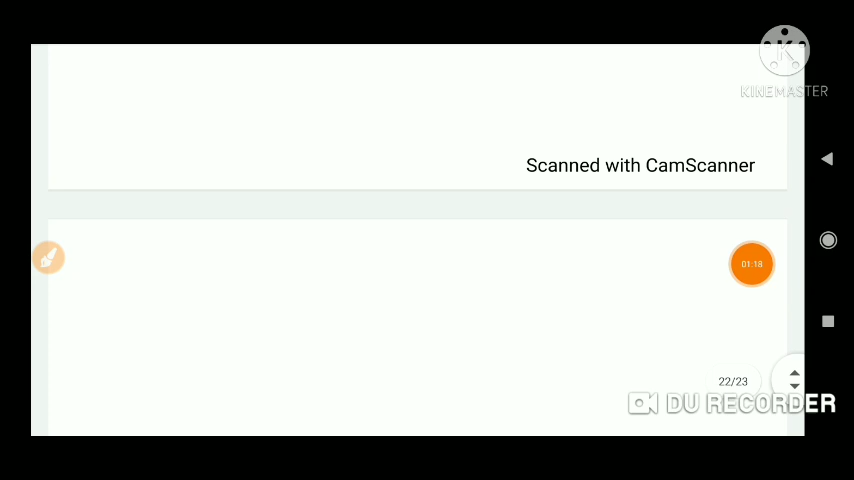 K
KINEMASTER
Scanned with CamScanner
01:18
22/23
DU RECORDER